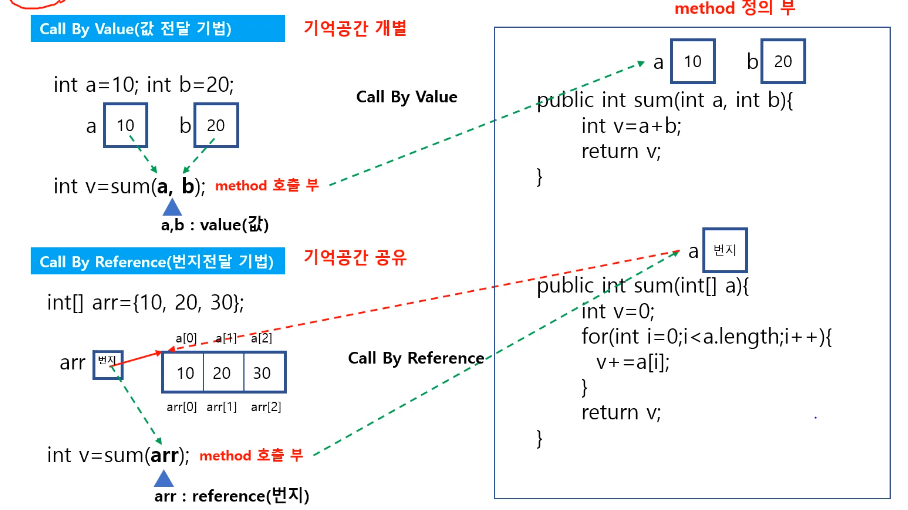 Call By Value(값 전달 기법)
기억공간 개별
int a=10; int b=20;
a 10 b 20
int v=sum(a, b); method 호출 부
a,b : value(값)
Call By Value
method 정의 부
a 10 b 20
public int sum(int a, int b){
int v=a+b;
return v;
}
Call By Reference(번지전달 기법)
기억공간 공유
int[] arr={10, 20, 30};
a[0] a[1] a[2]
arr 번지 10 20 30
arr[0] arr[1] arr[2]
int v=sum(arr); method 호출 부
arr : reference(번지)
Call By Reference
a 번지
public int sum(int[] a){
int v=0;
for(int i=0;i<a.length;i++){
v+=a[i];
}
return v;
}